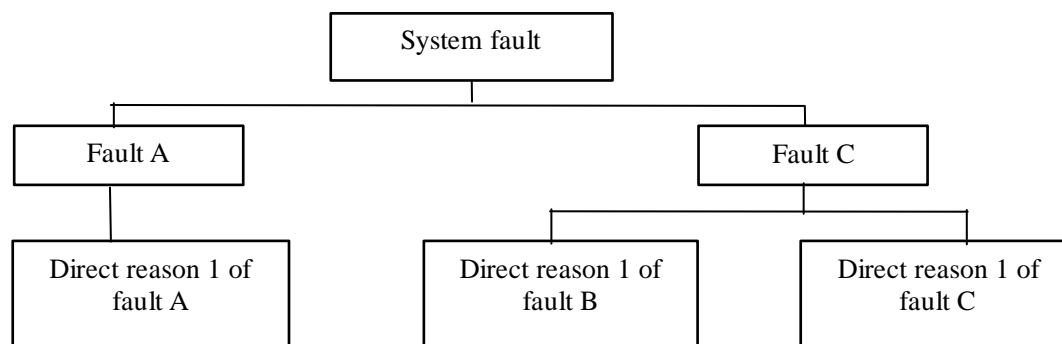 System fault
Fault A
Fault C
Direct reason 1 of
fault A
Direct reason 1 of
fault B
Direct reason 1 of
fault C